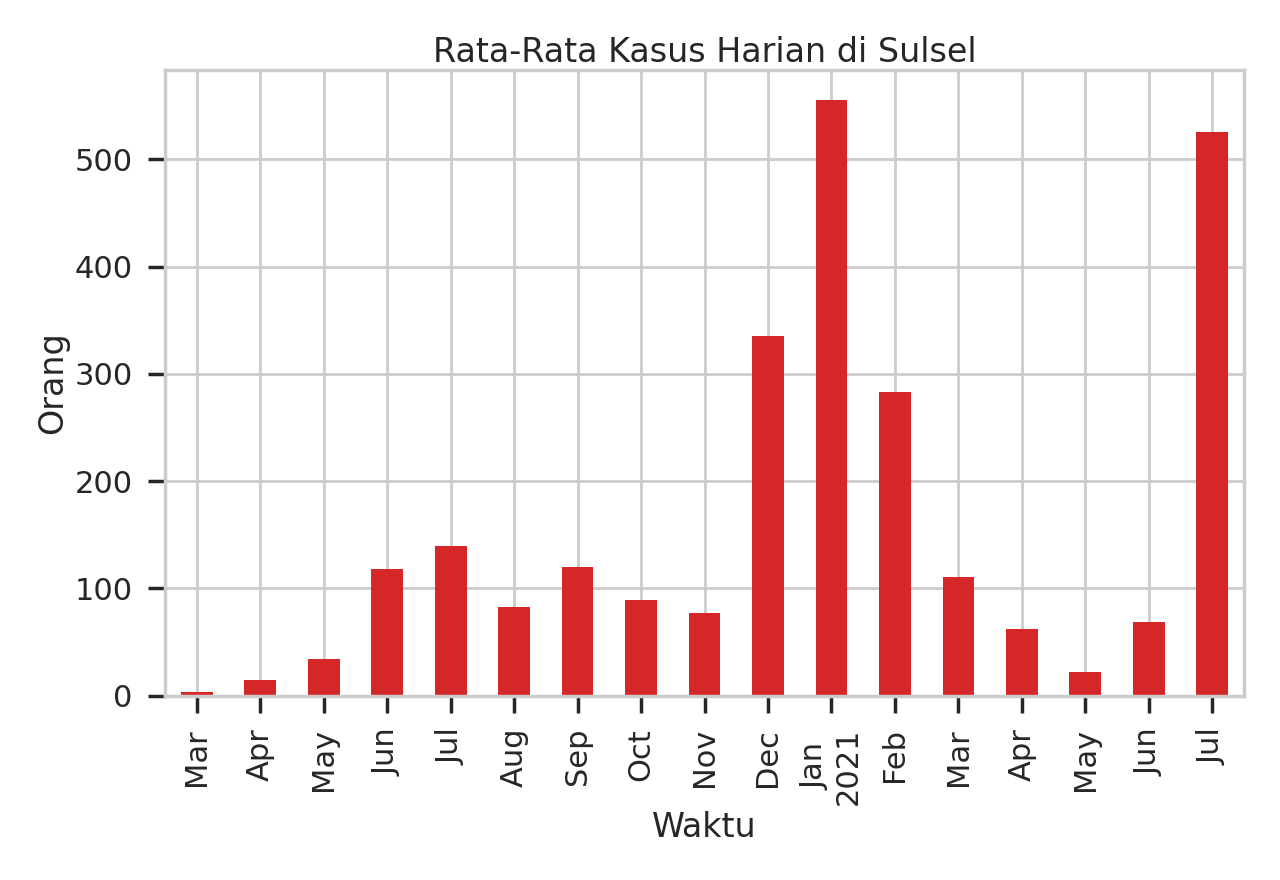 Rata-Rata Kasus Harian di Sulsel
Orang
500
400
300
200
100
0
Mar
Apr
May
Jun
Jul
Aug
Sep
Oct
Nov
Dec
Jan
2021
Feb
Mar
Apr
May
Jun
Jul
Waktu